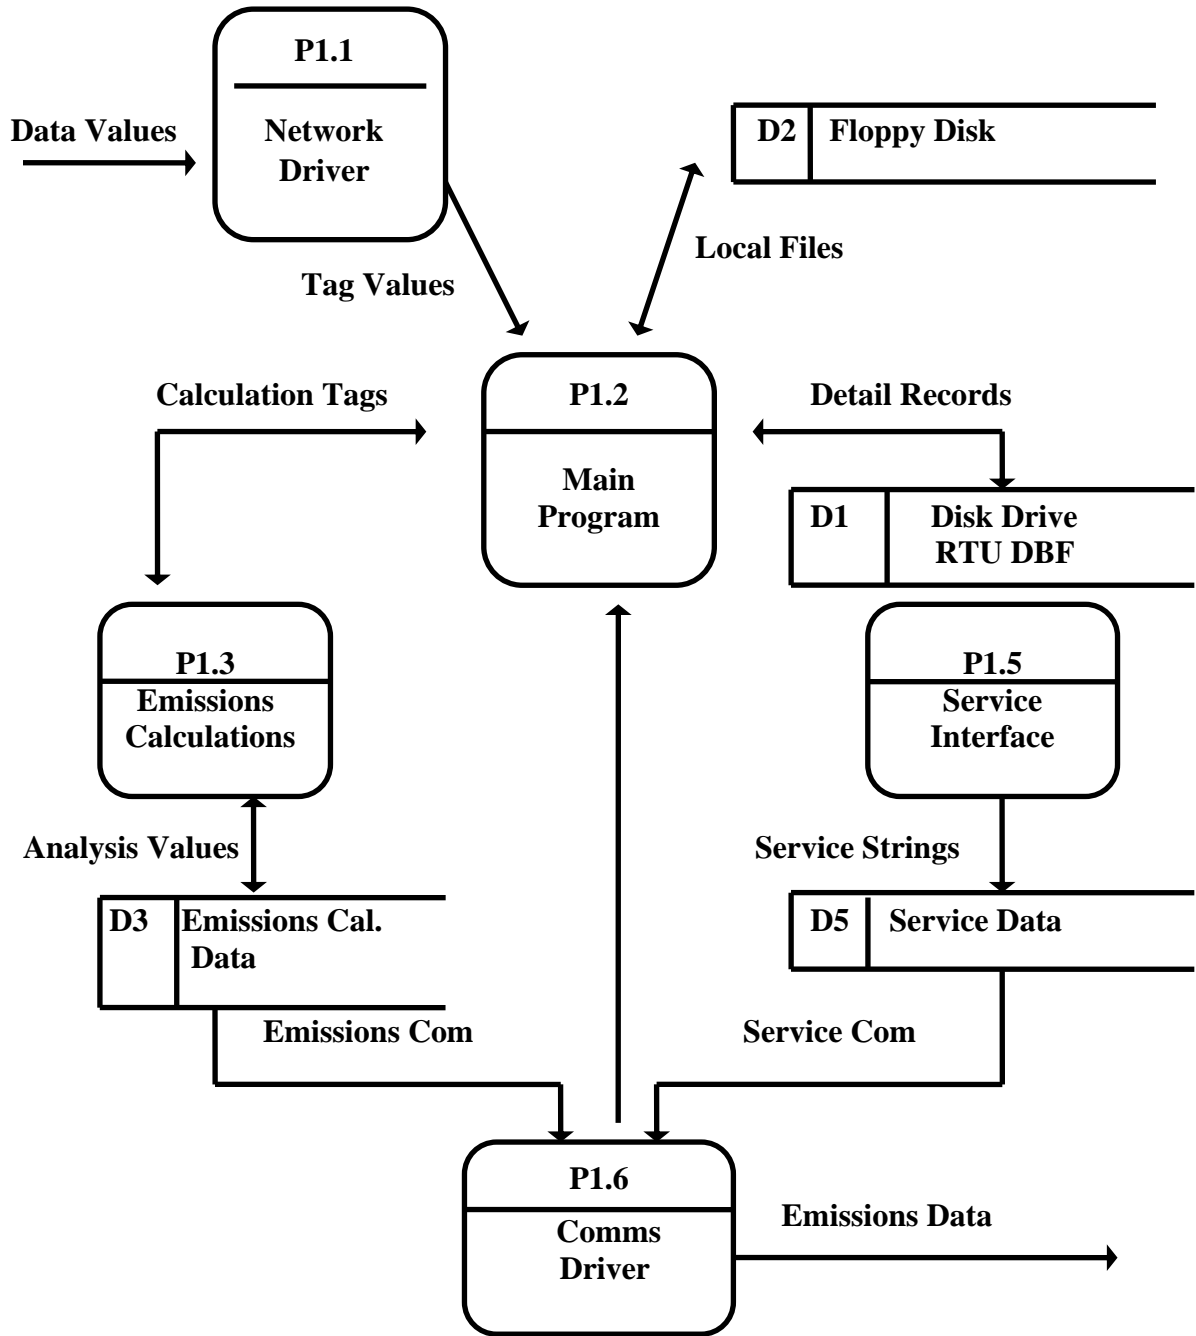 P1.1
Data Values
Network
Driver
D2
Floppy Disk
Local Files
Tag Values
Calculation Tags
P1.2
Detail Records
Main
Program
D1
Disk Drive
RTU DBF
P1.3
Emissions
Calculations
P1.5
Service
Interface
Analysis Values
Service Strings
D3
Emissions Cal.
Data
D5
Service Data
Emissions Com
Service Com
P1.6
Comms
Driver
Emissions Data